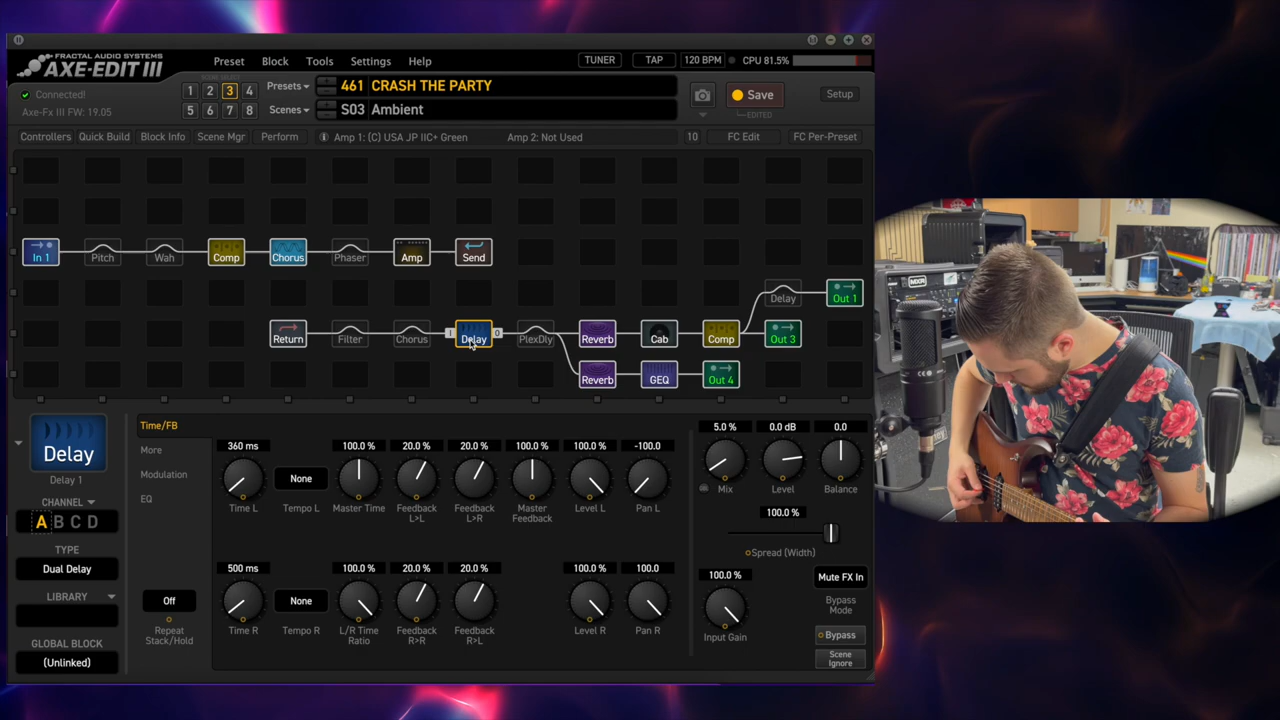 FRACTAL AUDIO SYSTEMS
AXE-EDIT III
Preset Block Tools Settings Help
TUNER TAP 120 BPM CPU 81.5%
Connected!
Axe-Fx III FW: 19.05
SCENE SELECT
1 2 3 4
5 6 7 8
Presets 461 CRASH THE PARTY
Scenes S03 Ambient
Save
EDITED
Setup
Controllers Quick Build Block Info Scene Mgr Perform
Amp 1: (C) USA JP IIC+ Green Amp 2: Not Used 10 FC Edit FC Per-Preset
In 1 Pitch Wah Comp Chorus Phaser Amp Send
Delay Out 1
Return Filter Chorus I Delay O PlexDly Reverb Cab Comp Out 3
Reverb GEQ Out 4
Delay
Delay 1
CHANNEL
A B C D
TYPE
Dual Delay
LIBRARY
GLOBAL BLOCK
(Unlinked)
Time/FB
More
Modulation
EQ
Off
Repeat
Stack/Hold
360 ms 100.0 % 20.0 % 20.0 % 100.0 % 100.0 % -100.0
None
Time L Tempo L Master Time Feedback
L>L Feedback
L>R Master
Feedback Level L Pan L
500 ms 100.0 % 20.0 % 20.0 % 100.0 % 100.0
None
Time R Tempo R L/R Time
Ratio Feedback
R>R Feedback
R>L Level R Pan R
5.0 % 0.0 dB 0.0
Mix Level Balance
100.0 %
Spread (Width)
100.0 %
Input Gain
Mute FX In
Bypass
Mode
Bypass
Scene
Ignore
MXR